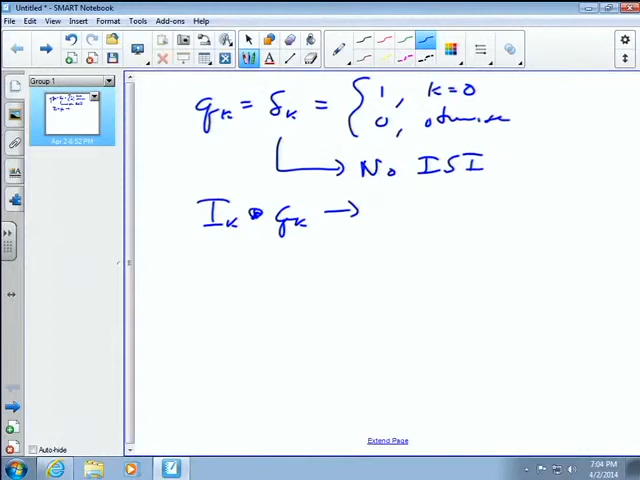 Untitled * - SMART Notebook
File Edit View Insert Format Tools Add-ons Help
Group 1
Apr 2-6:52 PM
q_k = δ_k = { 1, k=0
0, otherwise
→ No ISI
I_k • q_k →
Extend Page
Auto-hide
7:04 PM
4/2/2014